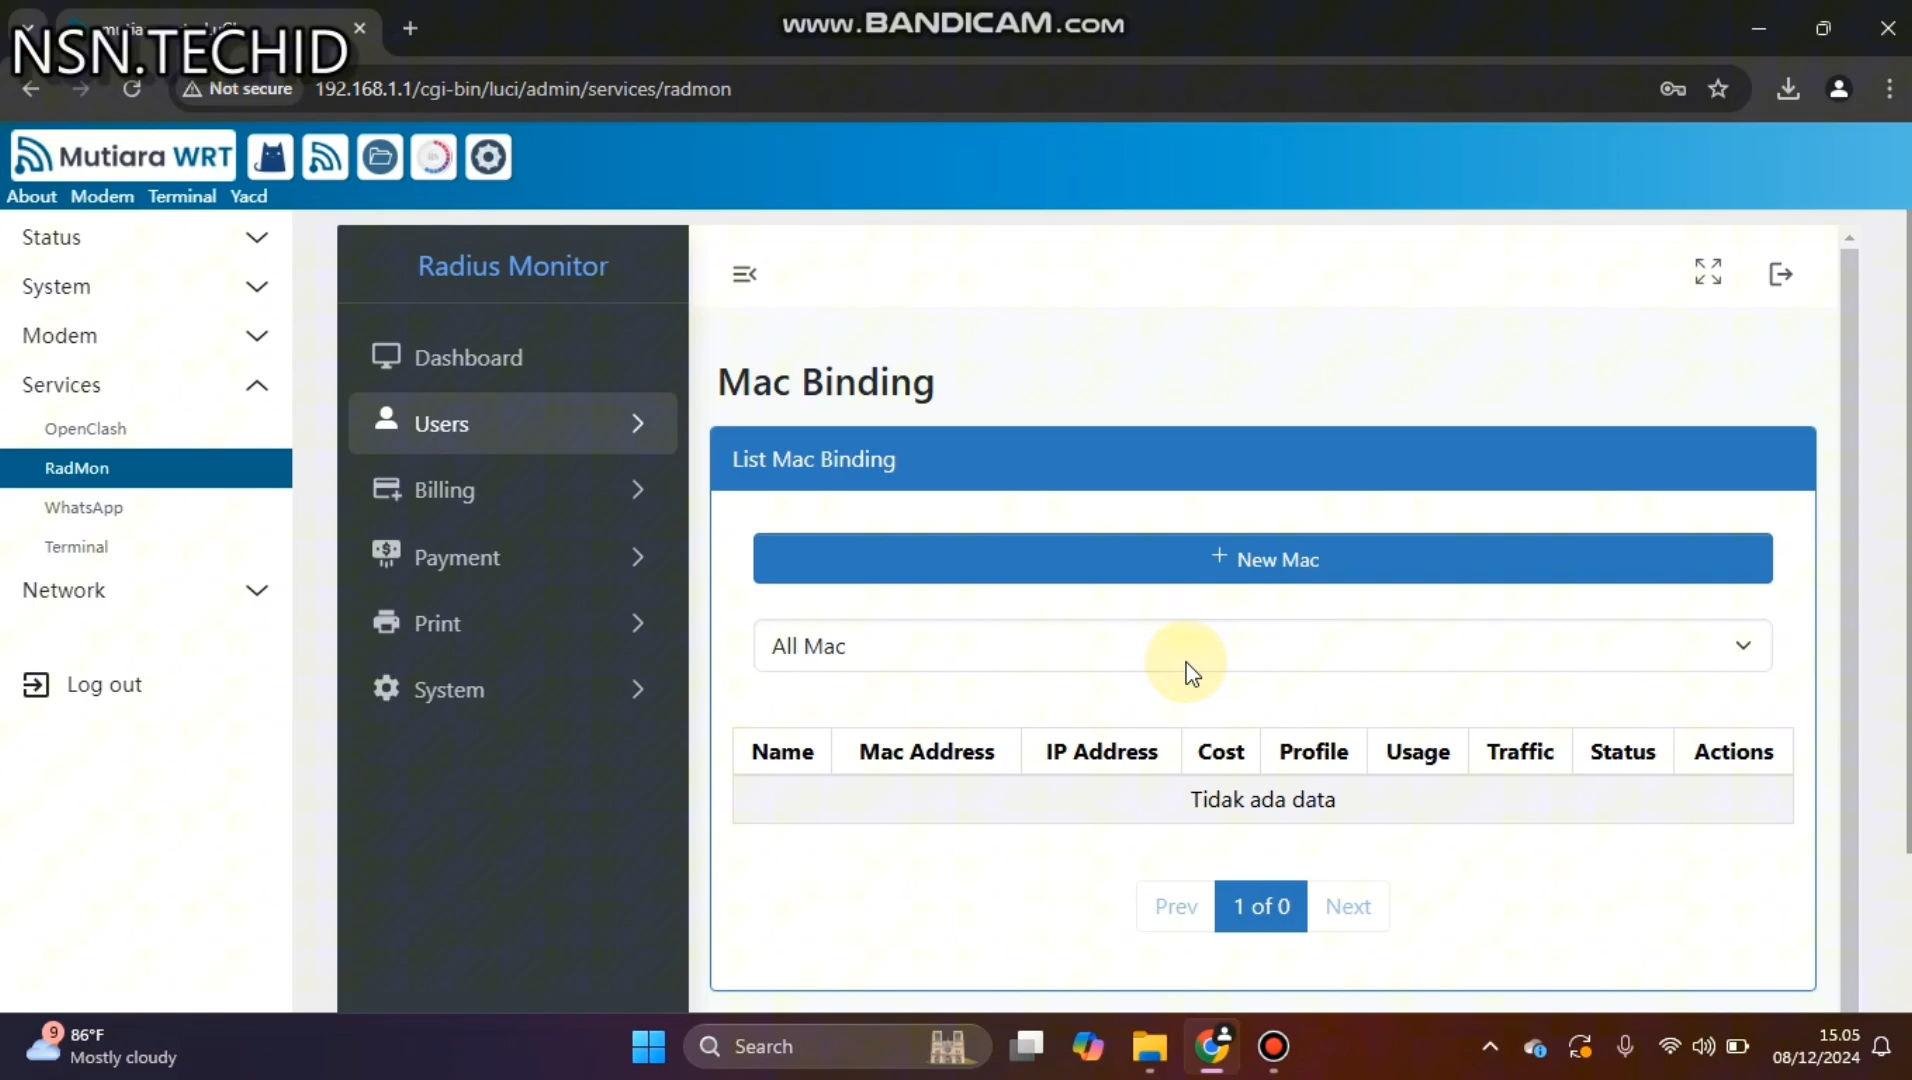 www.BANDICAM.com
NSN.TECHID
Not secure
192.168.1.1/cgi-bin/luci/admin/services/radmon
Mutiara WRT
About Modem Terminal Yacd
Status
System
Modem
Services
OpenClash
RadMon
WhatsApp
Terminal
Network
Log out
Radius Monitor
Dashboard
Users
Billing
Payment
Print
System
Mac Binding
List Mac Binding
+ New Mac
All Mac
Name Mac Address IP Address Cost Profile Usage Traffic Status Actions
Tidak ada data
Prev 1 of 0 Next
9
86°F
Mostly cloudy
Search
15.05
08/12/2024